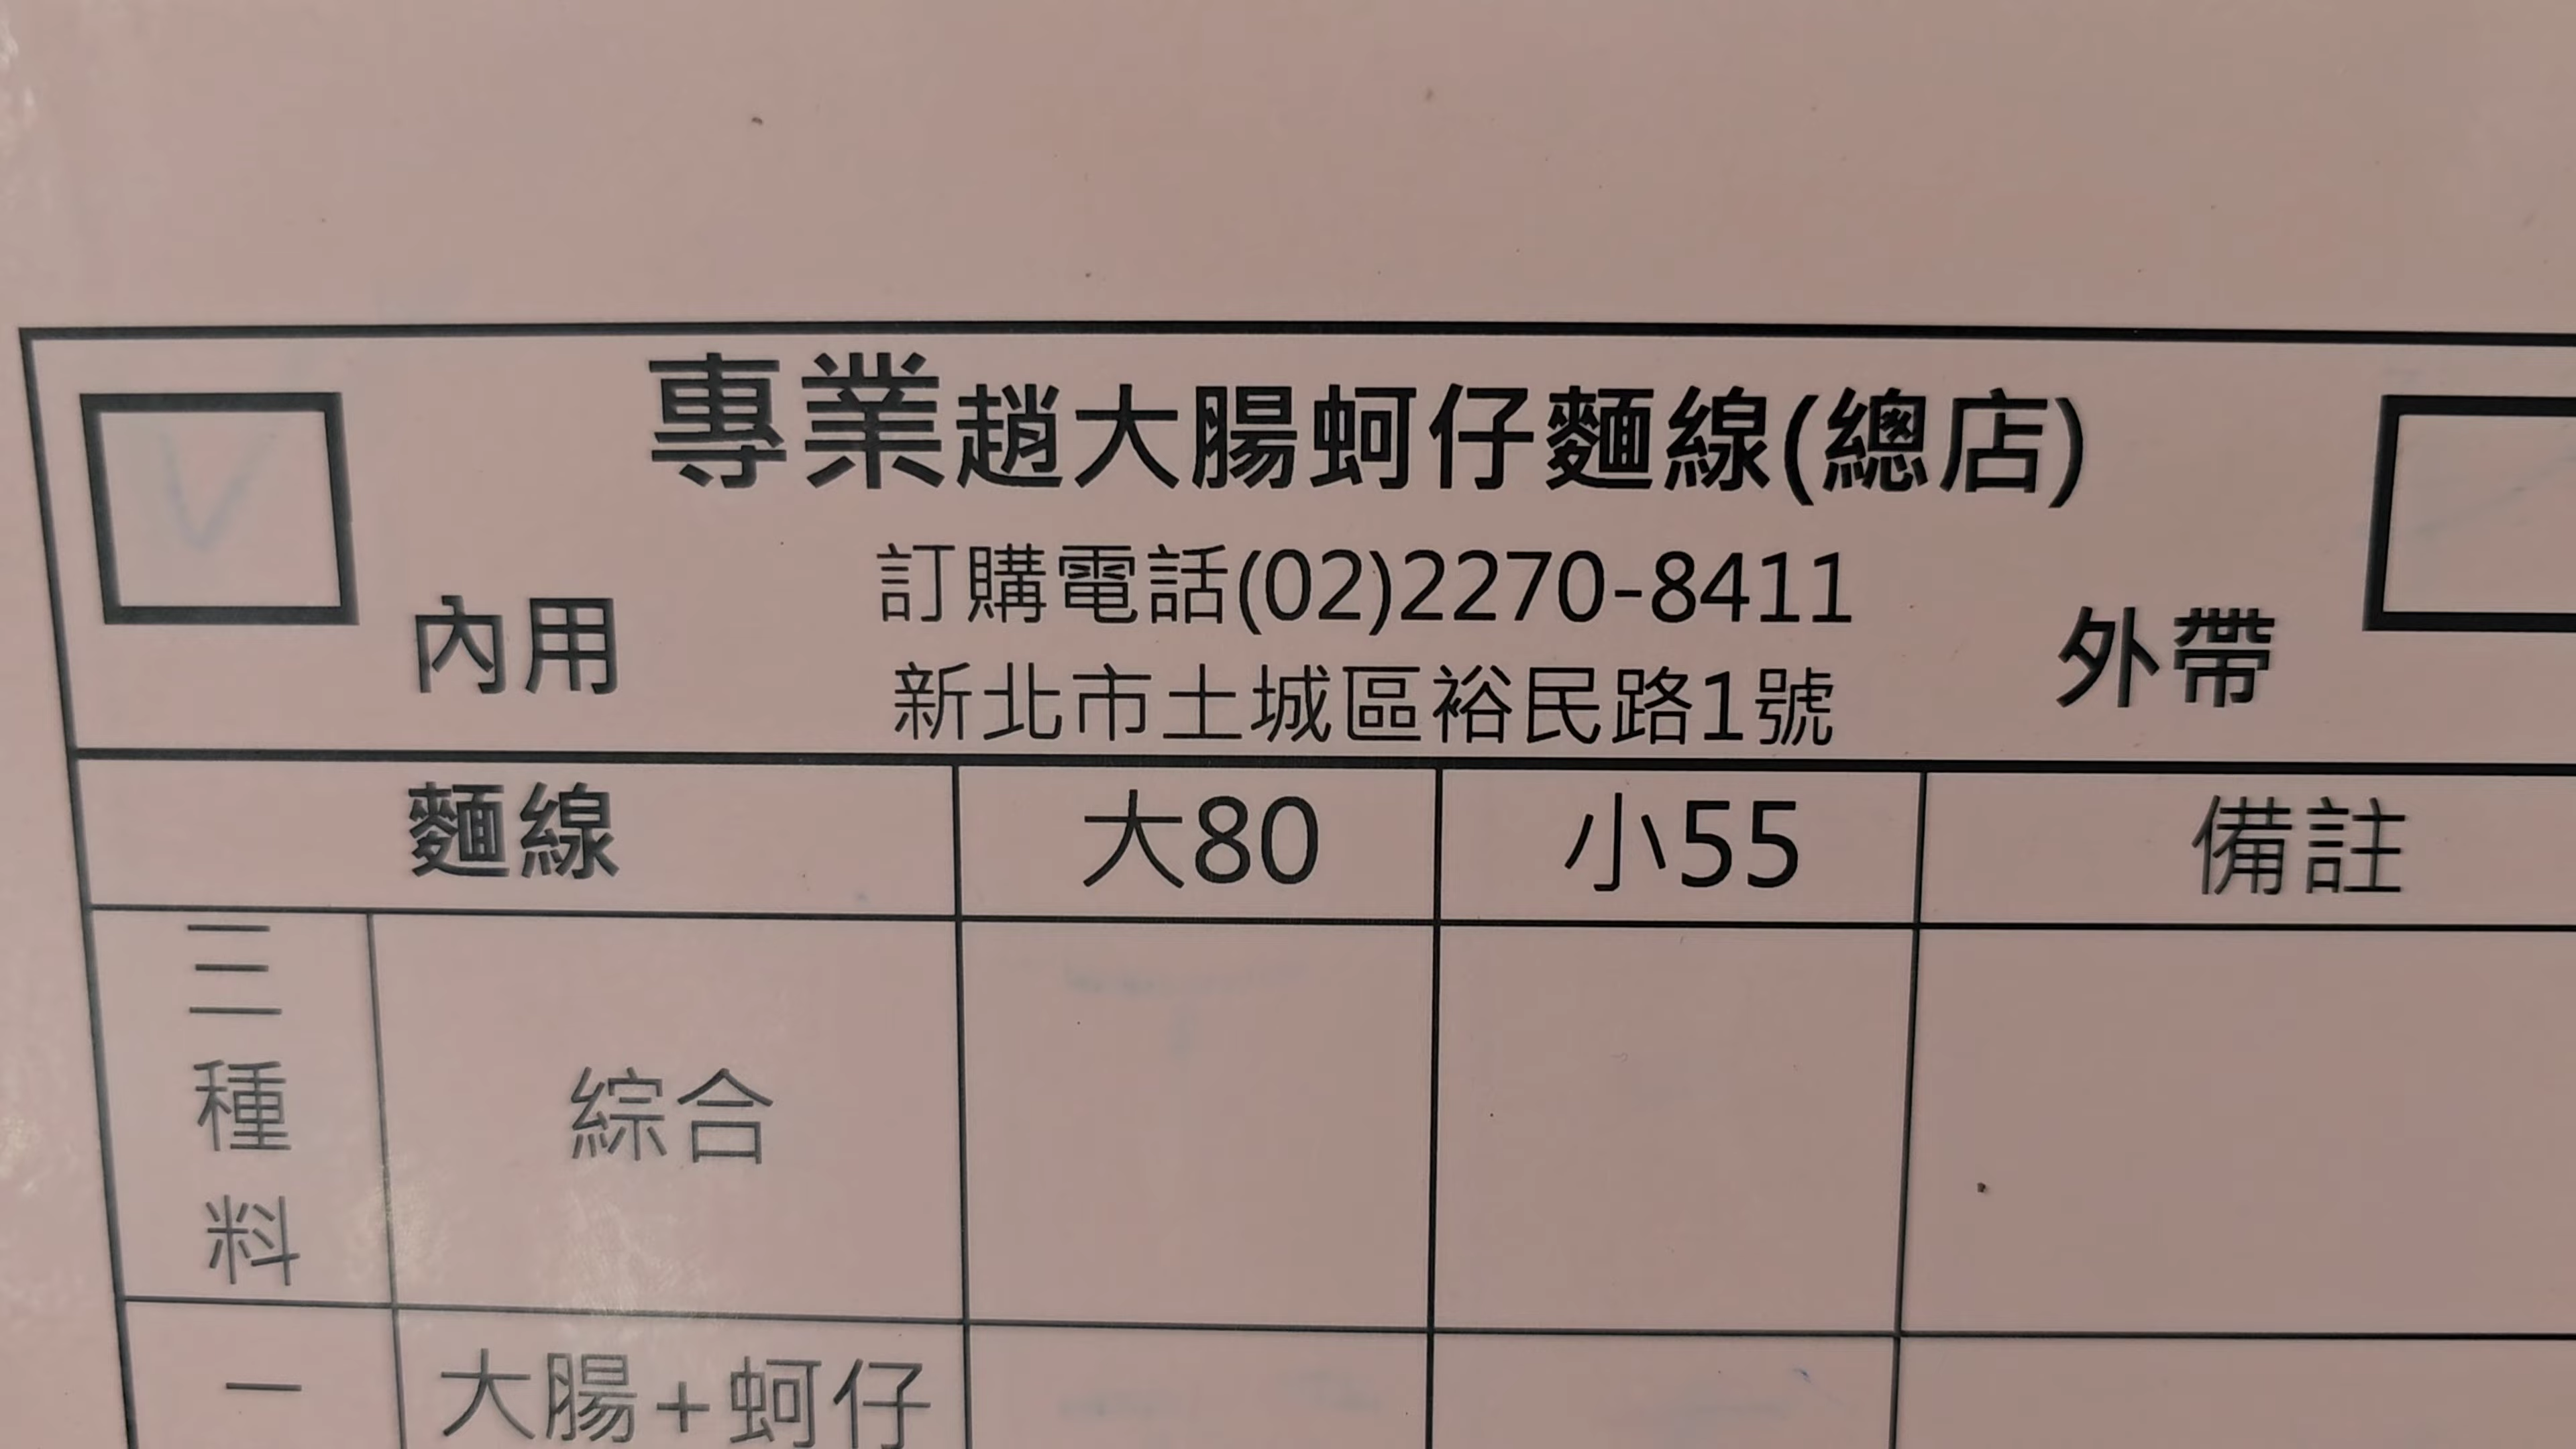 專業趙大腸蚵仔麵線(總店)
訂購電話(02)2270-8411
內用
外帶
新北市土城區裕民路1號
麵線 大80 小55 備註
三種料 綜合
大腸+蚵仔